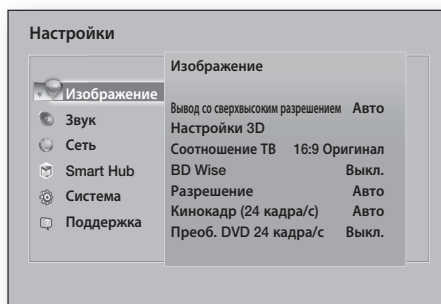 Настройки
Изображение
Звук
Сеть
Smart Hub
Система
Поддержка
Изображение
Вывод со сверхвысоким разрешением Авто
Настройки 3D
Соотношение ТВ 16:9 Оригинал
BD Wise Выкл.
Разрешение Авто
Кинокадр (24 кадра/с) Авто
Преоб. DVD 24 кадра/с Выкл.